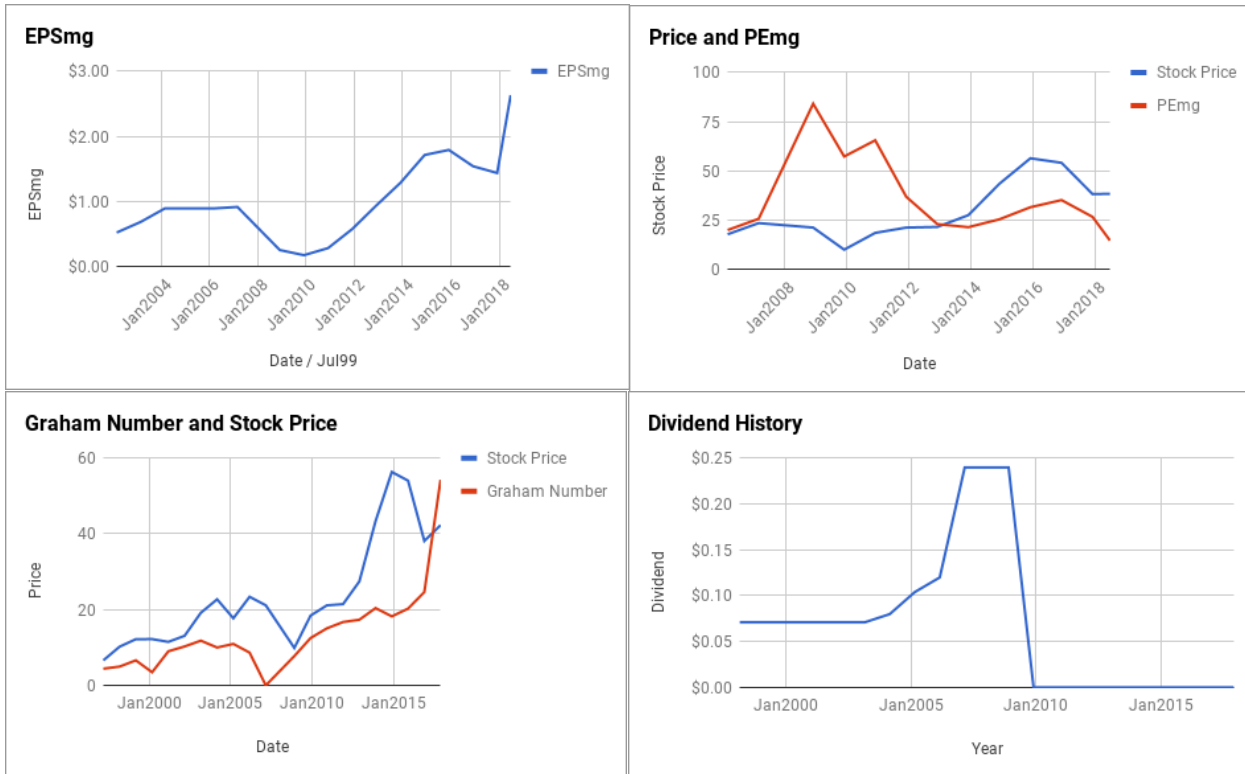 EPSmg
EPSmg
$3.00
$2.00
$1.00
$0.00
EPSmg
Jan2004
Jan2006
Jan2008
Jan2010
Jan2012
Jan2014
Jan2016
Jan2018
Date / Jul99
Price and PEmg
Stock Price
PEmg
100
75
50
25
0
Stock Price
Jan2008
Jan2010
Jan2012
Jan2014
Jan2016
Jan2018
Date
Graham Number and Stock Price
Stock Price
Graham Number
60
40
20
0
Price
Jan2000
Jan2005
Jan2010
Jan2015
Date
Dividend History
$0.25
$0.20
$0.15
$0.10
$0.05
$0.00
Dividend
Jan2000
Jan2005
Jan2010
Jan2015
Year